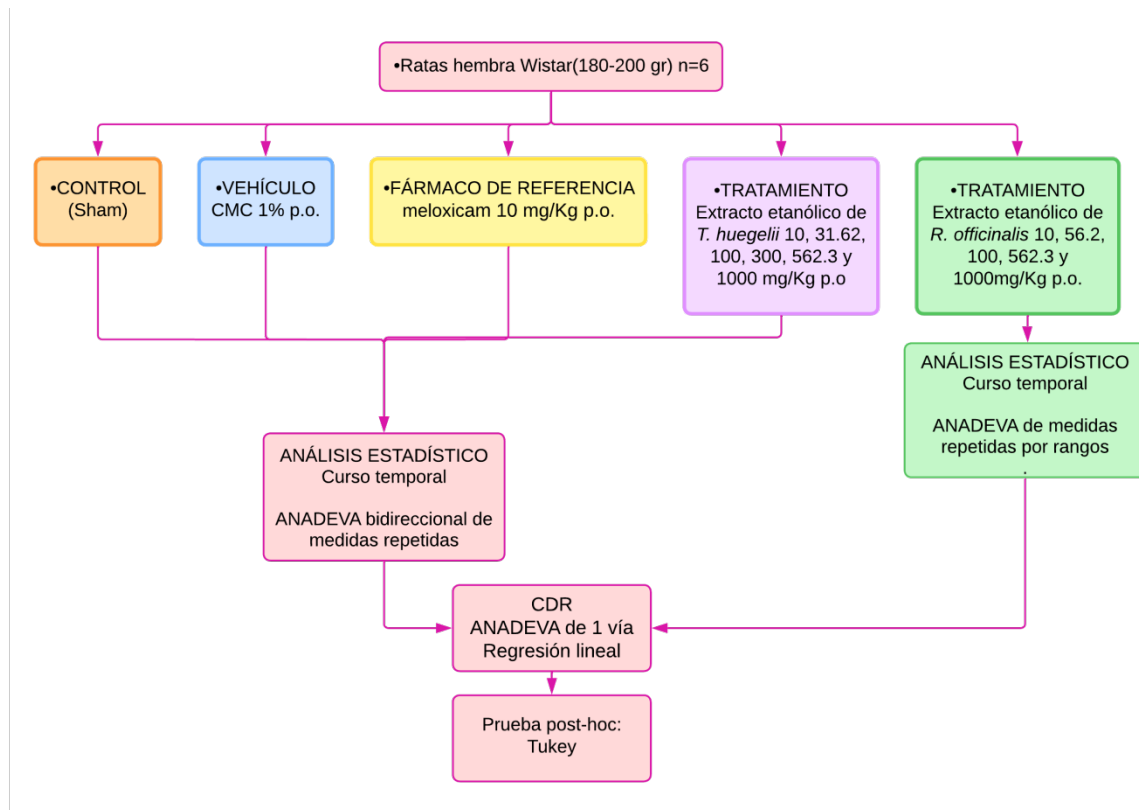 •Ratas hembra Wistar(180-200 gr) n=6
•CONTROL
(Sham)
•VEHÍCULO
CMC 1% p.o.
•FÁRMACO DE REFERENCIA
meloxicam 10 mg/Kg p.o.
•TRATAMIENTO
Extracto etanólico de
T. huegelii 10, 31.62,
100, 300, 562.3 y
1000 mg/Kg p.o
•TRATAMIENTO
Extracto etanólico de
R. officinalis 10, 56.2,
100, 562.3 y
1000mg/Kg p.o.
ANÁLISIS ESTADÍSTICO
Curso temporal
ANADEVA bidireccional de
medidas repetidas
ANÁLISIS ESTADÍSTICO
Curso temporal
ANADEVA de medidas
repetidas por rangos
.
CDR
ANADEVA de 1 vía
Regresión lineal
Prueba post-hoc:
Tukey